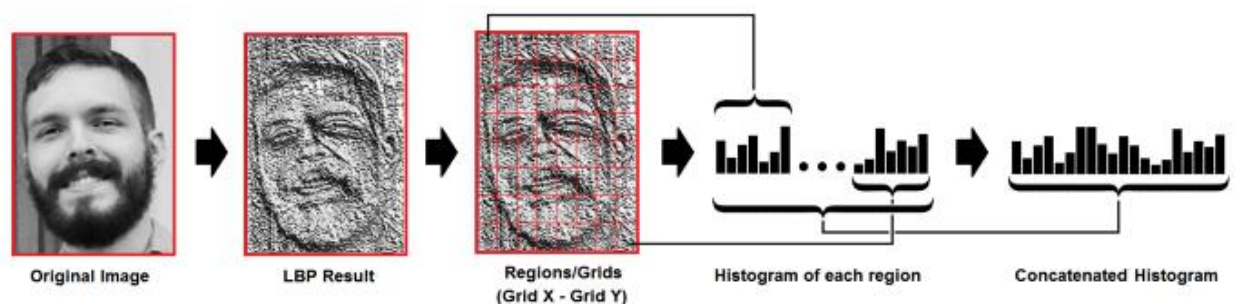 Original Image
LBP Result
Regions/Grids
(Grid X - Grid Y)
Histogram of each region
Concatenated Histogram